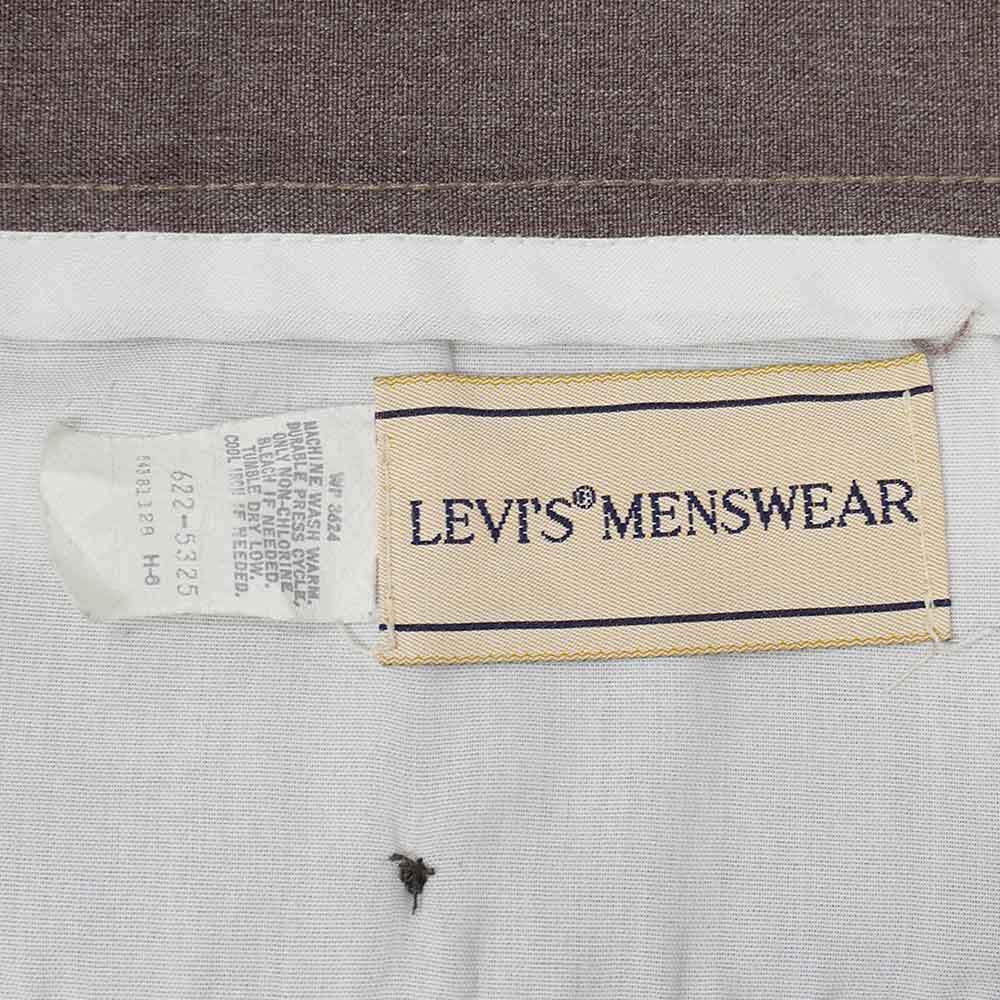 WP 3624
MACHINE WASH WARM.
DURABLE PRESS CYCLE,
ONLY NON-CHLORINE
BLEACH IF NEEDED.
TUMBLE DRY LOW.
COOL IRON IF NEEDED.
622-5325
H-8
LEVI'S® MENSWEAR